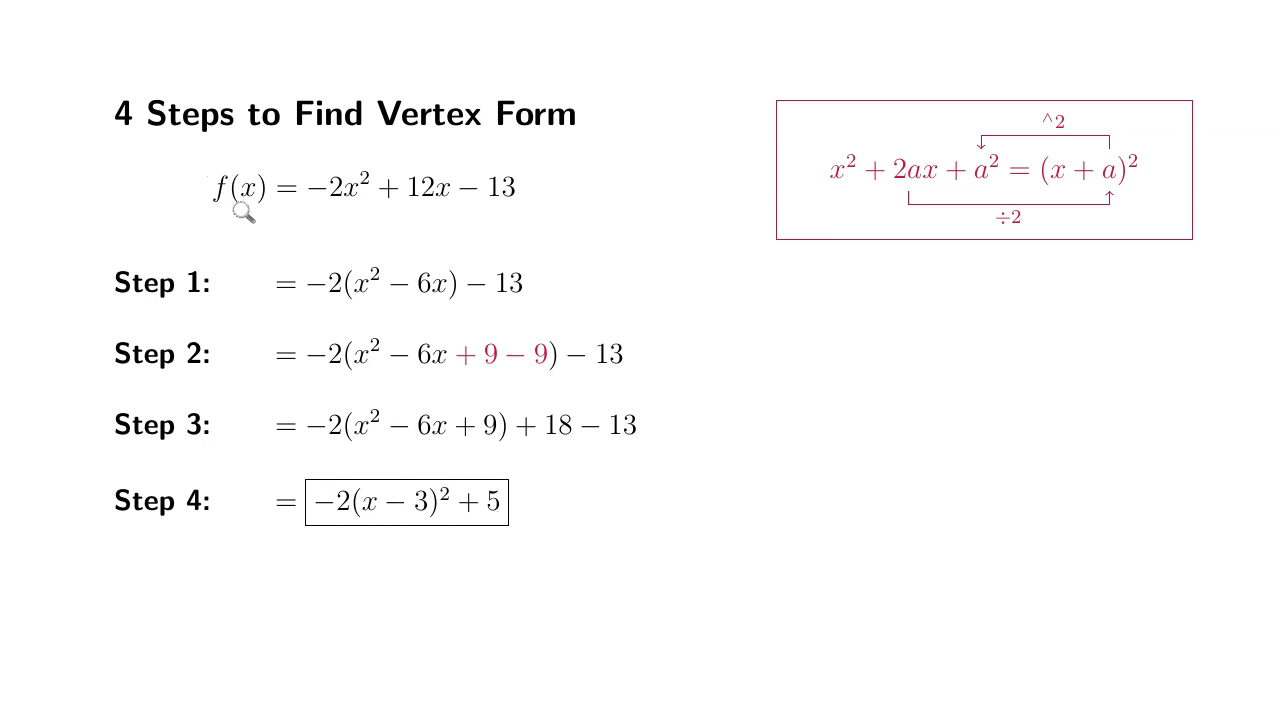 4 Steps to Find Vertex Form
f(x) = −2x² + 12x − 13
Step 1: = −2(x² − 6x) − 13
Step 2: = −2(x² − 6x + 9 − 9) − 13
Step 3: = −2(x² − 6x + 9) + 18 − 13
Step 4: = −2(x − 3)² + 5
^2
x² + 2ax + a² = (x + a)²
÷2